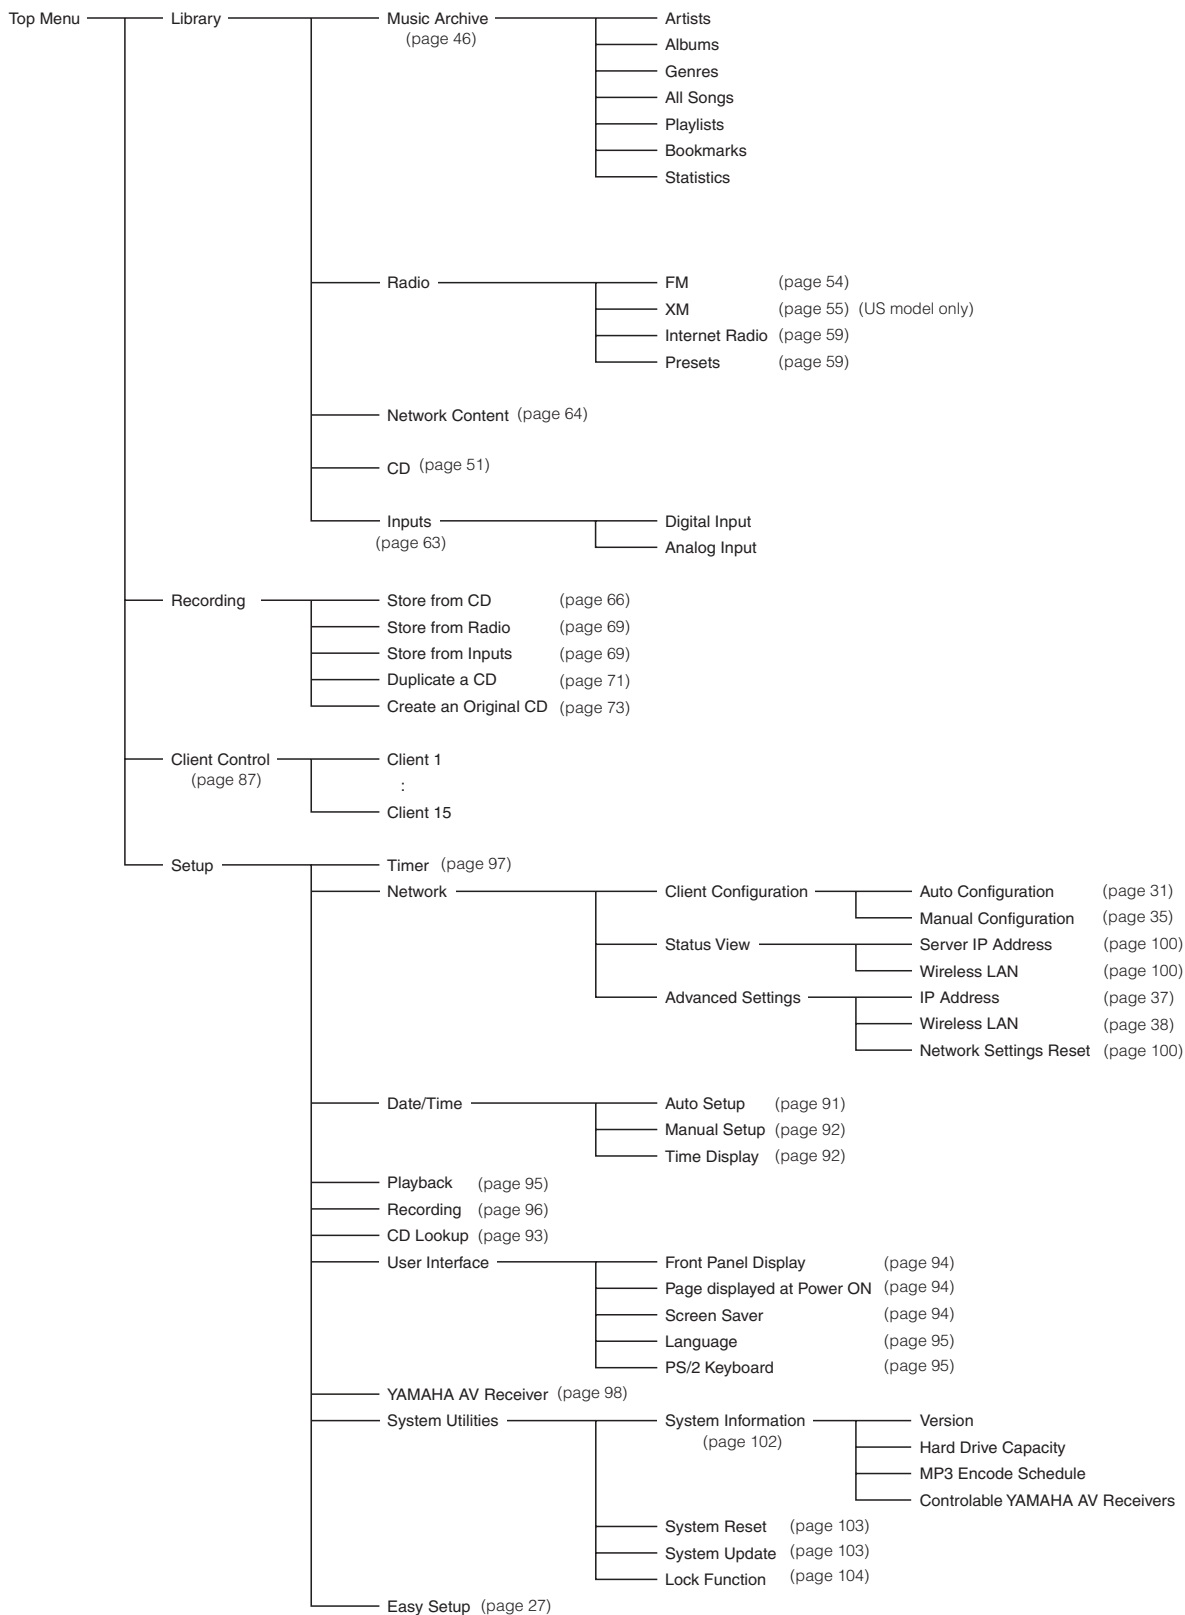 Top Menu Library Music Archive Artists
(page 46)
Albums
Genres
All Songs
Playlists
Bookmarks
Statistics
Radio FM (page 54)
XM (page 55) (US model only)
Internet Radio (page 59)
Presets (page 59)
Network Content (page 64)
CD (page 51)
Inputs Digital Input
(page 63)
Analog Input
Recording Store from CD (page 66)
Store from Radio (page 69)
Store from Inputs (page 69)
Duplicate a CD (page 71)
Create an Original CD (page 73)
Client Control Client 1
(page 87)
:
Client 15
Setup Timer (page 97)
Network Client Configuration Auto Configuration (page 31)
Manual Configuration (page 35)
Status View Server IP Address (page 100)
Wireless LAN (page 100)
Advanced Settings IP Address (page 37)
Wireless LAN (page 38)
Network Settings Reset (page 100)
Date/Time Auto Setup (page 91)
Manual Setup (page 92)
Time Display (page 92)
Playback (page 95)
Recording (page 96)
CD Lookup (page 93)
User Interface Front Panel Display (page 94)
Page displayed at Power ON (page 94)
Screen Saver (page 94)
Language (page 95)
PS/2 Keyboard (page 95)
YAMAHA AV Receiver (page 98)
System Utilities System Information Version
(page 102)
Hard Drive Capacity
MP3 Encode Schedule
Controlable YAMAHA AV Receivers
System Reset (page 103)
System Update (page 103)
Lock Function (page 104)
Easy Setup (page 27)